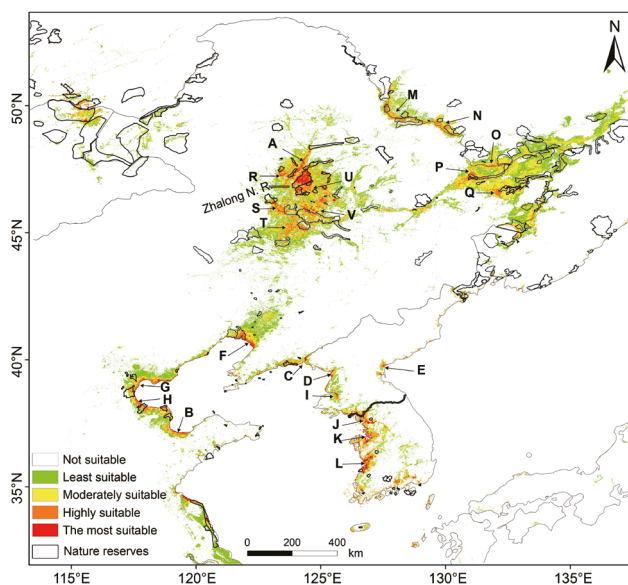 N
50°N
45°N
40°N
35°N
M
N
A
O
R
U
P
Zhalong N. R
S
Q
T
V
F
C
E
D
G
I
H
B
J
K
L
Not suitable
Least suitable
Moderately suitable
Highly suitable
The most suitable
Nature reserves
0 200 400
km
115°E 120°E 125°E 130°E 135°E